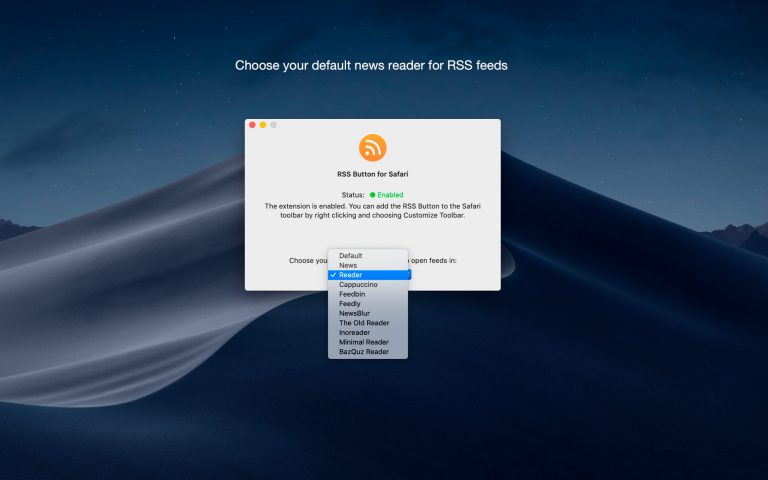 Choose your default news reader for RSS feeds
RSS Button for Safari
Status: Enabled
The extension is enabled. You can add the RSS Button to the Safari
toolbar by right clicking and choosing Customize Toolbar.
Choose you
o open feeds in:
Default
News
✓ Reeder
Cappuccino
Feedbin
Feedly
NewsBlur
The Old Reader
Inoreader
Minimal Reader
BazQuz Reader